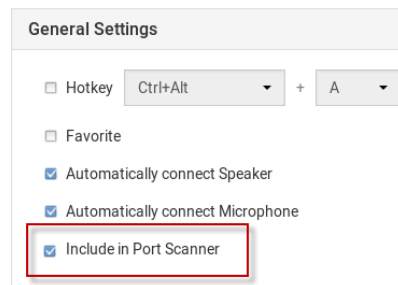 General Settings
Hotkey Ctrl+Alt + A
Favorite
Automatically connect Speaker
Automatically connect Microphone
Include in Port Scanner